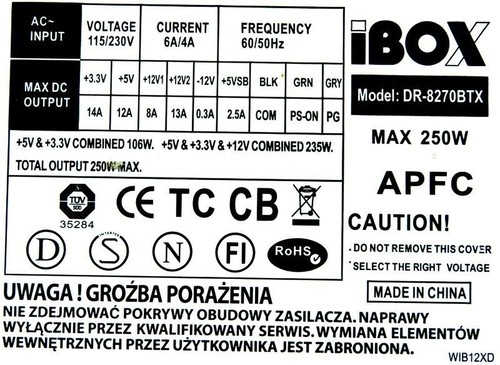 AC~ INPUT
VOLTAGE 115/230V
CURRENT 6A/4A
FREQUENCY 60/50Hz
MAX DC OUTPUT
+3.3V +5V +12V1 +12V2 -12V +5VSB BLK GRN GRY
14A 12A 8A 13A 0.3A 2.5A COM PS-ON PG
+5V & +3.3V COMBINED 106W. +5V & +3.3V & +12V COMBINED 235W.
TOTAL OUTPUT 250W MAX.
iBOX
Model: DR-8270BTX
MAX 250W
APFC
TÜV
35284
CE TC CB
D S N FI RoHS
CAUTION!
. DO NOT REMOVE THIS COVER
* SELECT THE RIGHT VOLTAGE
MADE IN CHINA
UWAGA ! GROŹBA PORAŻENIA
NIE ZDEJMOWAĆ POKRYWY OBUDOWY ZASILACZA. NAPRAWY
WYŁĄCZNIE PRZEZ KWALIFIKOWANY SERWIS. WYMIANA ELEMENTÓW
WEWNĘTRZNYCH PRZEZ UŻYTKOWNIKA JEST ZABRONIONA.
WIB12XD